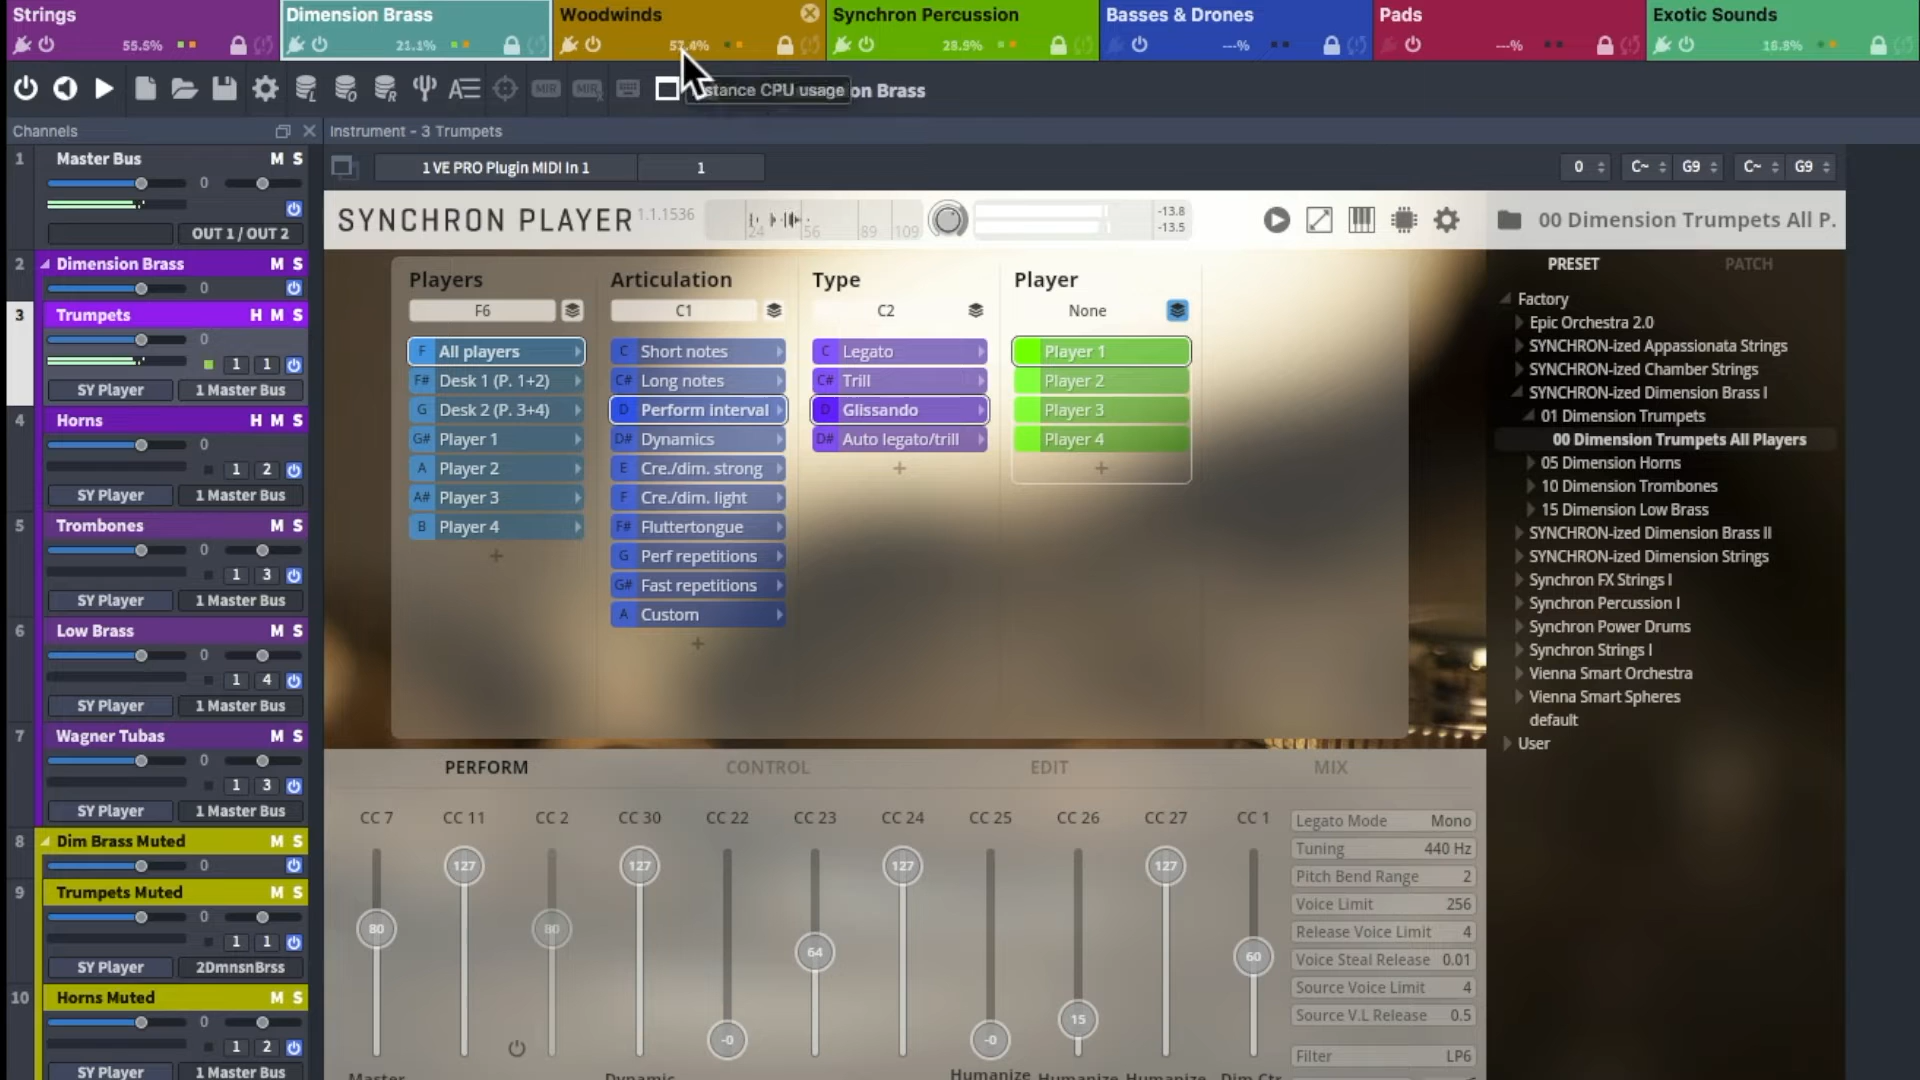 Strings
Dimension Brass
Woodwinds
Synchron Percussion
Basses & Drones
Pads
Exotic Sounds
55.5%
21.1%
28.5%
---%
---%
16.8%
MIR
MIR
stance CPU usage
on Brass
Channels
Instrument - 3 Trumpets
1 VE PRO Plugin MIDI In 1
1
0
C~
G9
C~
G9
1
Master Bus
M S
0
OUT 1 / OUT 2
2
Dimension Brass
M S
0
3
Trumpets
H M S
0
1
1
SY Player
1 Master Bus
4
Horns
H M S
0
1
2
SY Player
1 Master Bus
5
Trombones
M S
0
1
3
SY Player
1 Master Bus
6
Low Brass
M S
0
1
4
SY Player
1 Master Bus
7
Wagner Tubas
M S
0
1
3
SY Player
1 Master Bus
8
Dim Brass Muted
M S
0
9
Trumpets Muted
M S
0
1
1
SY Player
2DmnsnBrss
10
Horns Muted
M S
0
1
2
SY Player
1 Master Bus
SYNCHRON PLAYER
1.1.1536
24
56
89
109
-13.8
-13.5
00 Dimension Trumpets All P.
Players
F6
F All players
F# Desk 1 (P. 1+2)
G Desk 2 (P. 3+4)
G# Player 1
A Player 2
A# Player 3
B Player 4
+
Articulation
C1
C Short notes
C# Long notes
D Perform interval
D# Dynamics
E Cre./dim. strong
F Cre./dim. light
F# Fluttertongue
G Perf repetitions
G# Fast repetitions
A Custom
+
Type
C2
C Legato
C# Trill
D Glissando
D# Auto legato/trill
+
Player
None
Player 1
Player 2
Player 3
Player 4
+
PRESET
PATCH
Factory
Epic Orchestra 2.0
SYNCHRON-ized Appassionata Strings
SYNCHRON-ized Chamber Strings
SYNCHRON-ized Dimension Brass I
01 Dimension Trumpets
00 Dimension Trumpets All Players
05 Dimension Horns
10 Dimension Trombones
15 Dimension Low Brass
SYNCHRON-ized Dimension Brass II
SYNCHRON-ized Dimension Strings
Synchron FX Strings I
Synchron Percussion I
Synchron Power Drums
Synchron Strings I
Vienna Smart Orchestra
Vienna Smart Spheres
default
User
PERFORM
CONTROL
EDIT
MIX
CC 7
CC 11
CC 2
CC 30
CC 22
CC 23
CC 24
CC 25
CC 26
CC 27
CC 1
80
127
80
127
-0
64
127
-0
15
127
60
Legato Mode Mono
Tuning 440 Hz
Pitch Bend Range 2
Voice Limit 256
Release Voice Limit 4
Voice Steal Release 0.01
Source Voice Limit 4
Source V.L Release 0.5
Filter LP6
Master
Dynamic
Humanize
Humanize
Humanize
Dim Ctr